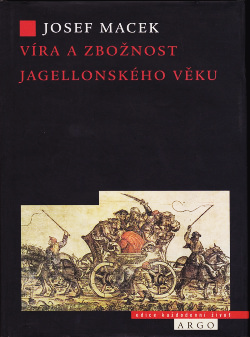 JOSEF MACEK
VÍRA A ZBOŽNOST
JAGELLONSKÉHO VĚKU
edice každodenní život
ARGO